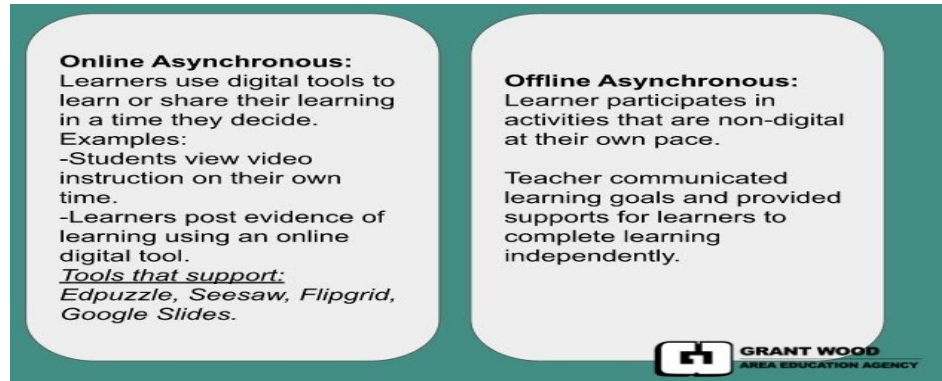 Online Asynchronous:
Learners use digital tools to
learn or share their learning
in a time they decide.
Examples:
-Students view video
instruction on their own
time.
-Learners post evidence of
learning using an online
digital tool.
Tools that support:
Edpuzzle, Seesaw, Flipgrid,
Google Slides.
Offline Asynchronous:
Learner participates in
activities that are non-digital
at their own pace.
Teacher communicated
learning goals and provided
supports for learners to
complete learning
independently.
GRANT WOOD
AREA EDUCATION AGENCY